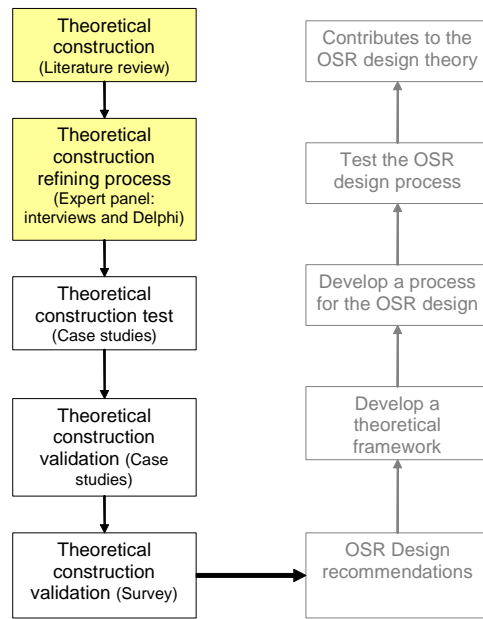 Theoretical
construction
(Literature review)
Theoretical
construction
refining process
(Expert panel:
interviews and Delphi)
Theoretical
construction test
(Case studies)
Theoretical
construction
validation (Case
studies)
Theoretical
construction
validation (Survey)
Contributes to the
OSR design theory
Test the OSR
design process
Develop a process
for the OSR design
Develop a
theoretical
framework
OSR Design
recommendations